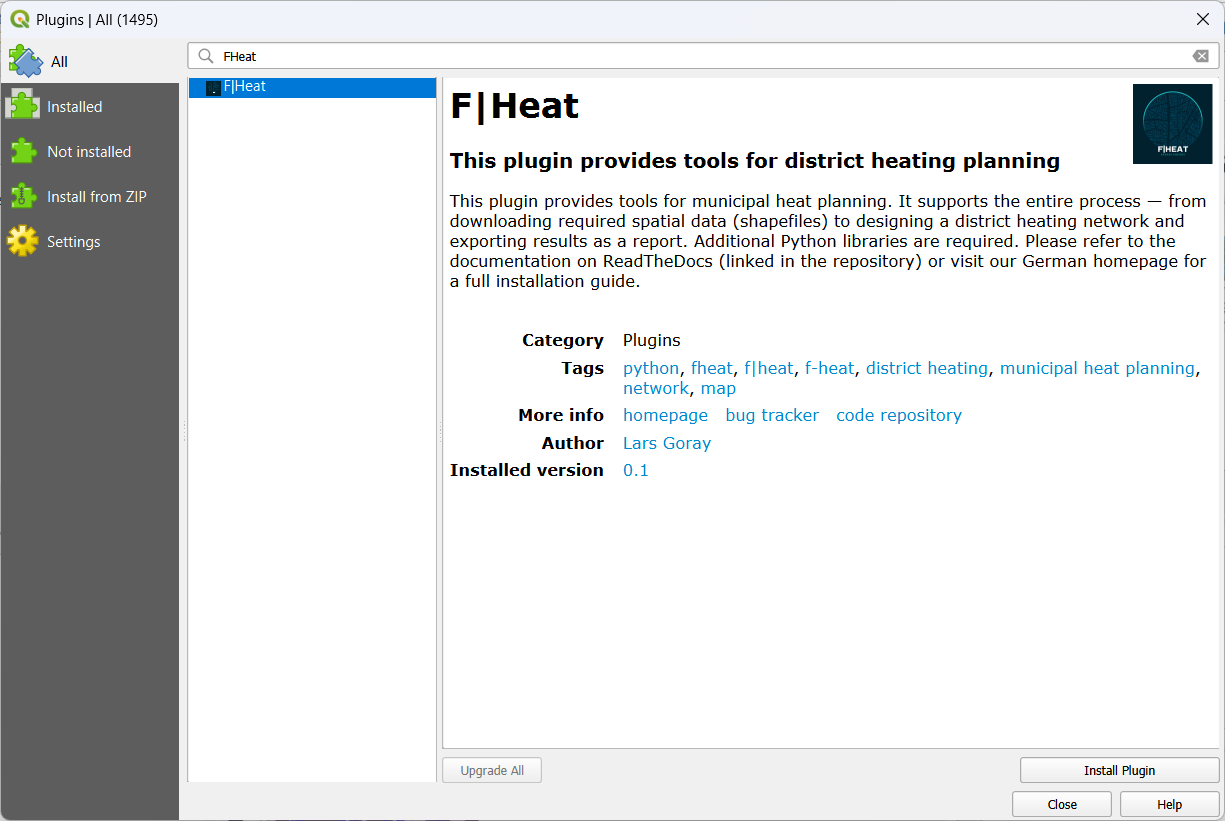 Plugins | All (1495)
All
Installed
Not installed
Install from ZIP
Settings
FHeat
F|Heat
F|Heat
F|HEAT
This plugin provides tools for district heating planning
This plugin provides tools for municipal heat planning. It supports the entire process — from
downloading required spatial data (shapefiles) to designing a district heating network and
exporting results as a report. Additional Python libraries are required. Please refer to the
documentation on ReadTheDocs (linked in the repository) or visit our German homepage for
a full installation guide.
Category Plugins
Tags python, fheat, f|heat, f-heat, district heating, municipal heat planning,
network, map
More info homepage bug tracker code repository
Author Lars Goray
Installed version 0.1
Upgrade All
Install Plugin
Close
Help